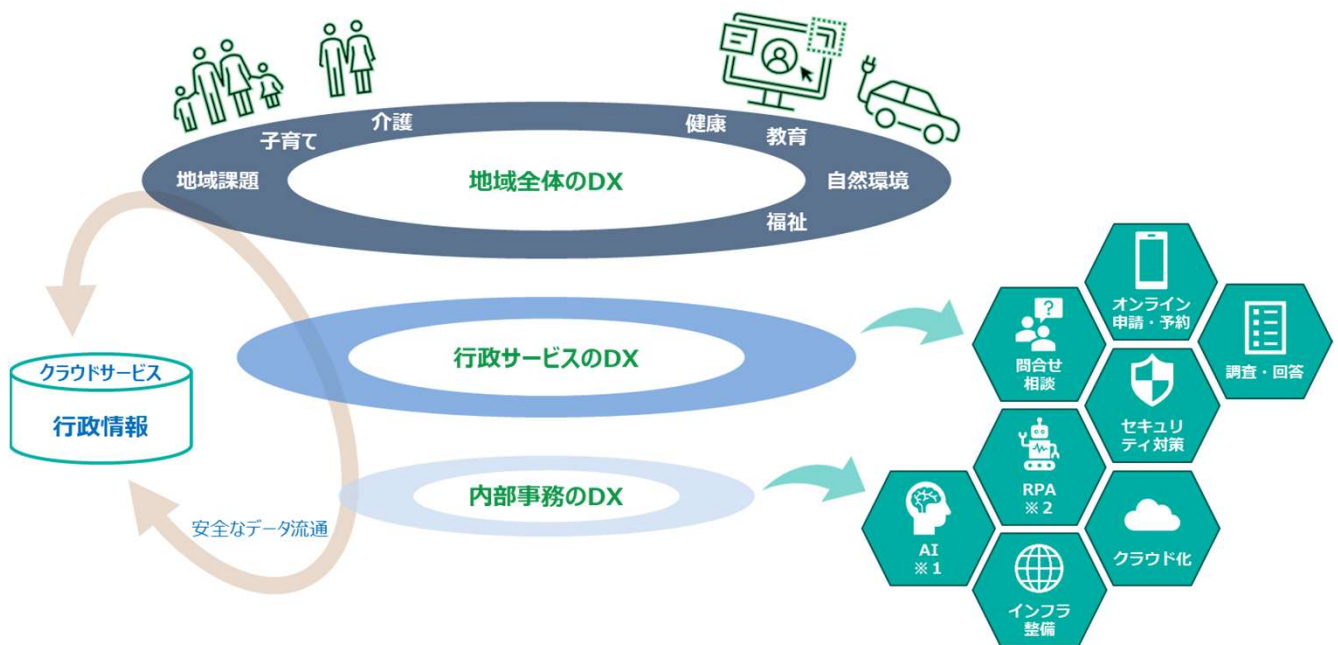 子育て
介護
健康
教育
地域課題
地域全体のDX
自然環境
福祉
オンライン
申請・予約
問合せ
相談
調査・回答
行政サービスのDX
クラウドサービス
行政情報
セキュリ
ティ対策
内部事務のDX
安全なデータ流通
RPA
※2
AI
※1
クラウド化
インフラ
整備